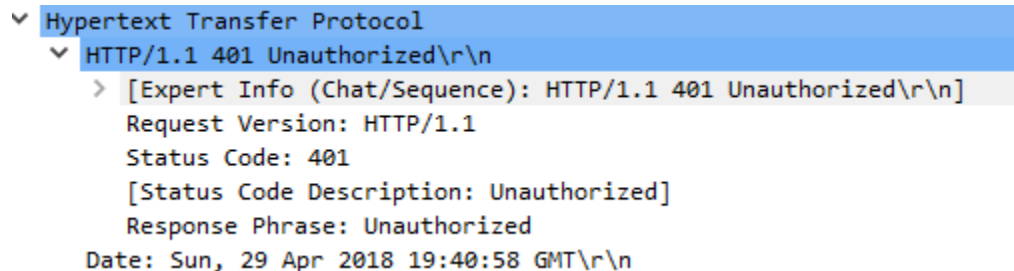 Hypertext Transfer Protocol
HTTP/1.1 401 Unauthorized\r\n
[Expert Info (Chat/Sequence): HTTP/1.1 401 Unauthorized\r\n]
Request Version: HTTP/1.1
Status Code: 401
[Status Code Description: Unauthorized]
Response Phrase: Unauthorized
Date: Sun, 29 Apr 2018 19:40:58 GMT\r\n